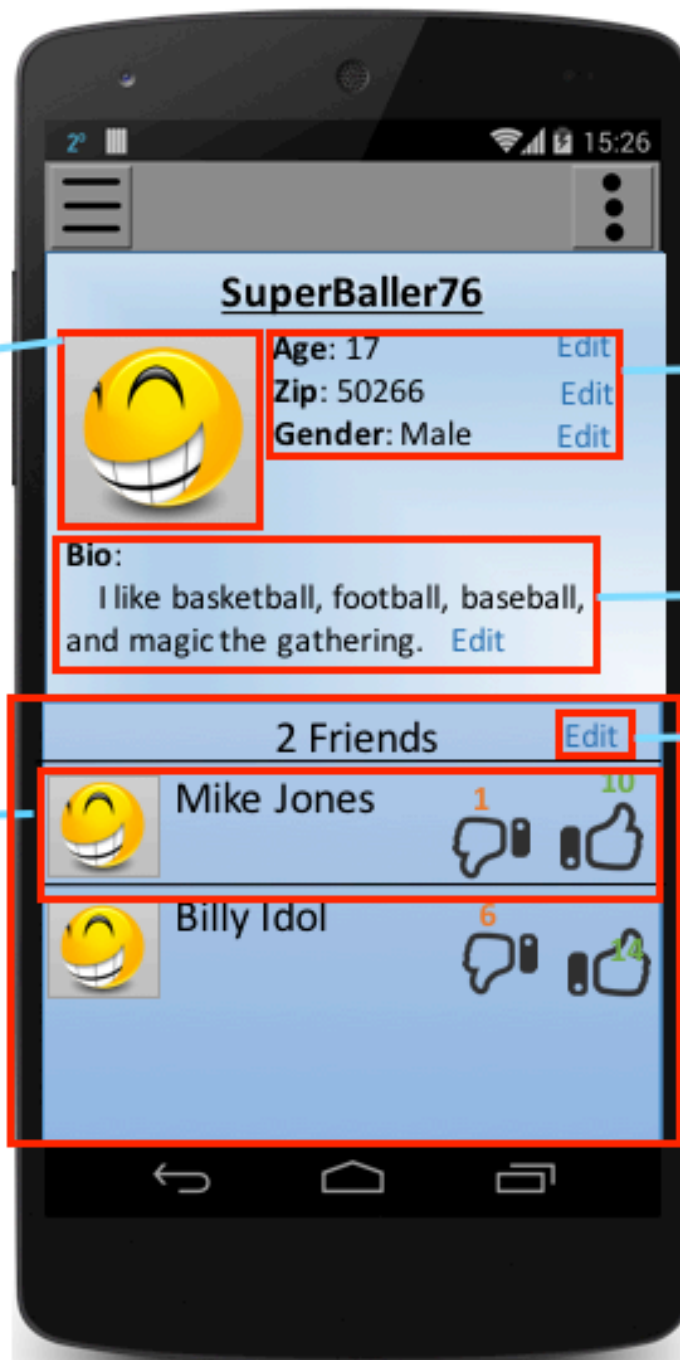 2° 15:26
SuperBaller76
Age: 17 Edit
Zip: 50266 Edit
Gender: Male Edit
Bio:
I like basketball, football, baseball,
and magic the gathering. Edit
2 Friends Edit
Mike Jones 1 10
Billy Idol 6 14